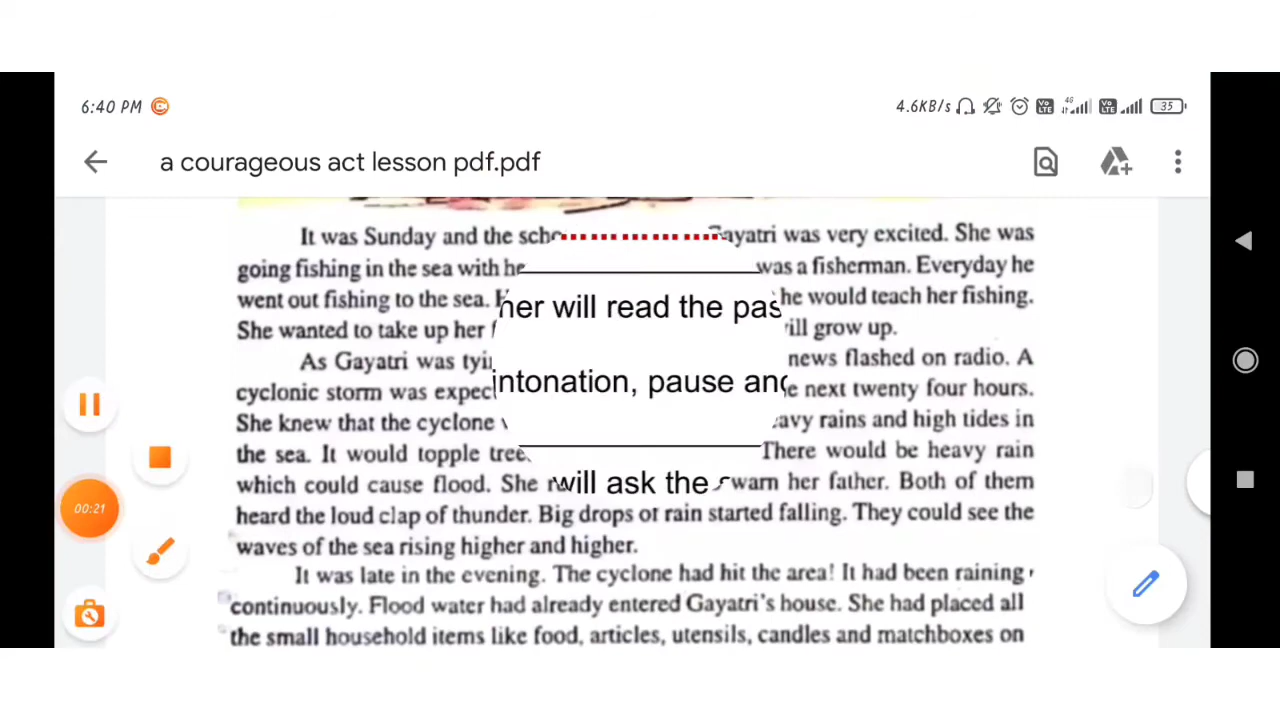 6:40 PM
4.6KB/s 4G 35
a courageous act lesson pdf.pdf
It was Sunday and the Gayatri was very excited. She was
going fishing in the sea with was a fisherman. Everyday he
went out fishing to the sea. he would teach her fishing.
her will read the pas
She wanted to take up her will grow up.
As Gayatri was news flashed on radio. A
intonation, pause and
cyclonic storm was next twenty four hours.
She knew that the cyclone rains and high tides in
the sea. It would topple There would be heavy rain
which could cause flood. She will ask the warn her father. Both of them
00:21
heard the loud clap of thunder. Big drops of rain started falling. They could see the
waves of the sea rising higher and higher.
It was late in the evening. The cyclone had hit the area! It had been raining
continuously. Flood water had already entered Gayatri's house. She had placed all
the small household items like food, articles, utensils, candles and matchboxes on